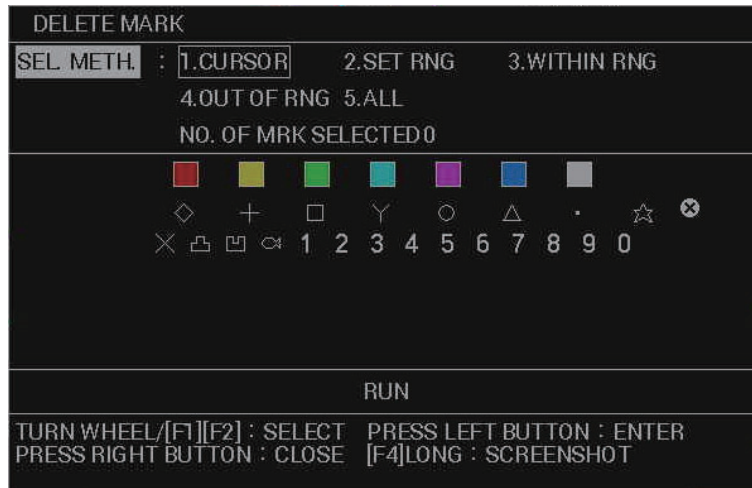 DELETE MARK
SEL. METH. : 1.CURSOR 2.SET RNG 3.WITHIN RNG
4.OUT OF RNG 5.ALL
NO. OF MRK SELECTED 0
1 2 3 4 5 6 7 8 9 0
RUN
TURN WHEEL/[F1][F2] : SELECT PRESS LEFT BUTTON : ENTER
PRESS RIGHT BUTTON : CLOSE [F4]LONG : SCREENSHOT